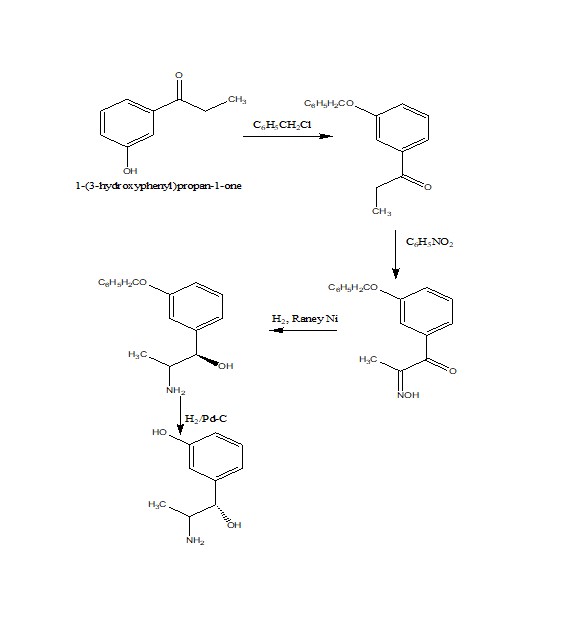 O
CH₃
OH
1-(3-hydroxyphenyl)propan-1-one
C₆H₅CH₂Cl
C₆H₅H₂CO
O
CH₃
C₆H₅NO₂
C₆H₅H₂CO
H₃C
O
NOH
H₂, Raney Ni
C₆H₅H₂CO
H₃C
OH
NH₂
H₂/Pd-C
HO
H₃C
OH
NH₂